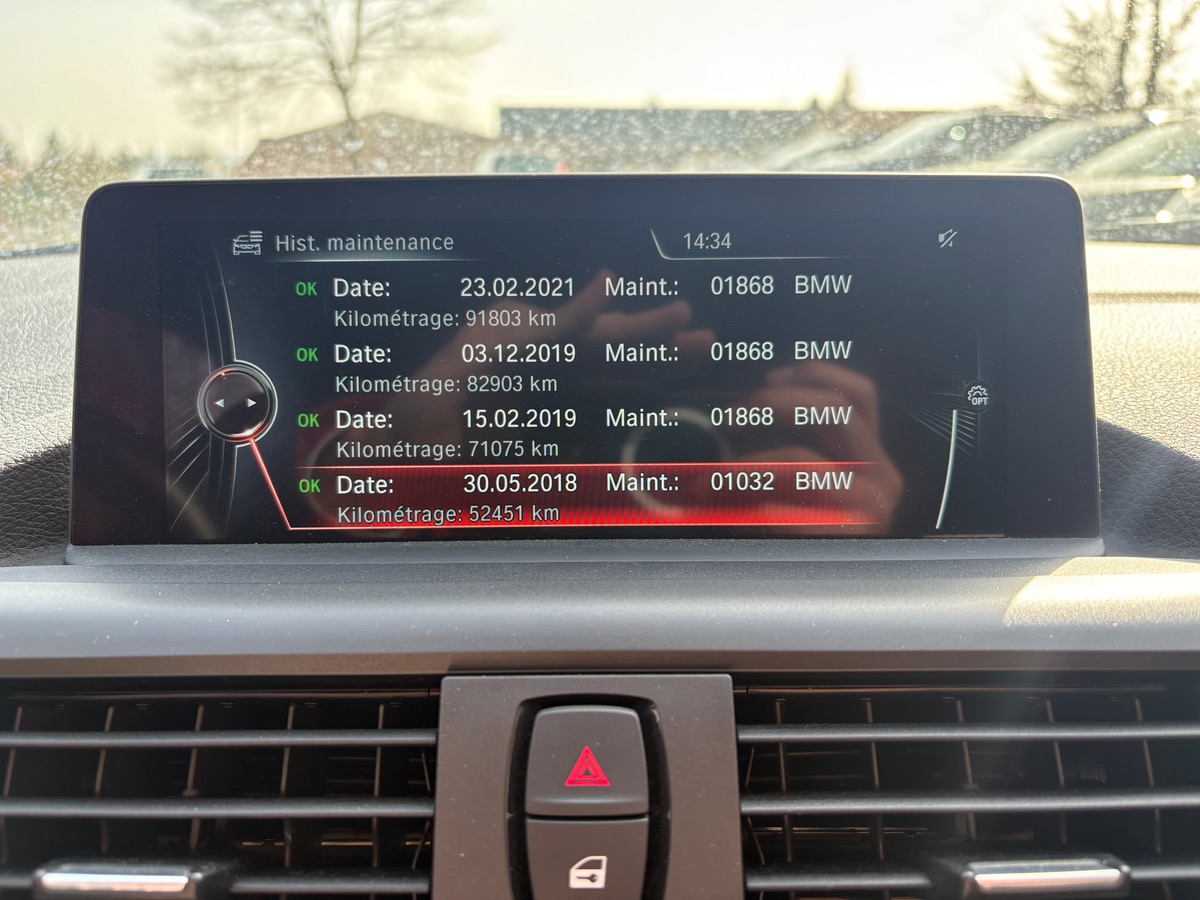 Hist. maintenance 14:34
OK Date: 23.02.2021 Maint.: 01868 BMW
Kilométrage: 91803 km
OK Date: 03.12.2019 Maint.: 01868 BMW
Kilométrage: 82903 km
OK Date: 15.02.2019 Maint.: 01868 BMW
Kilométrage: 71075 km
OPT
OK Date: 30.05.2018 Maint.: 01032 BMW
Kilométrage: 52451 km